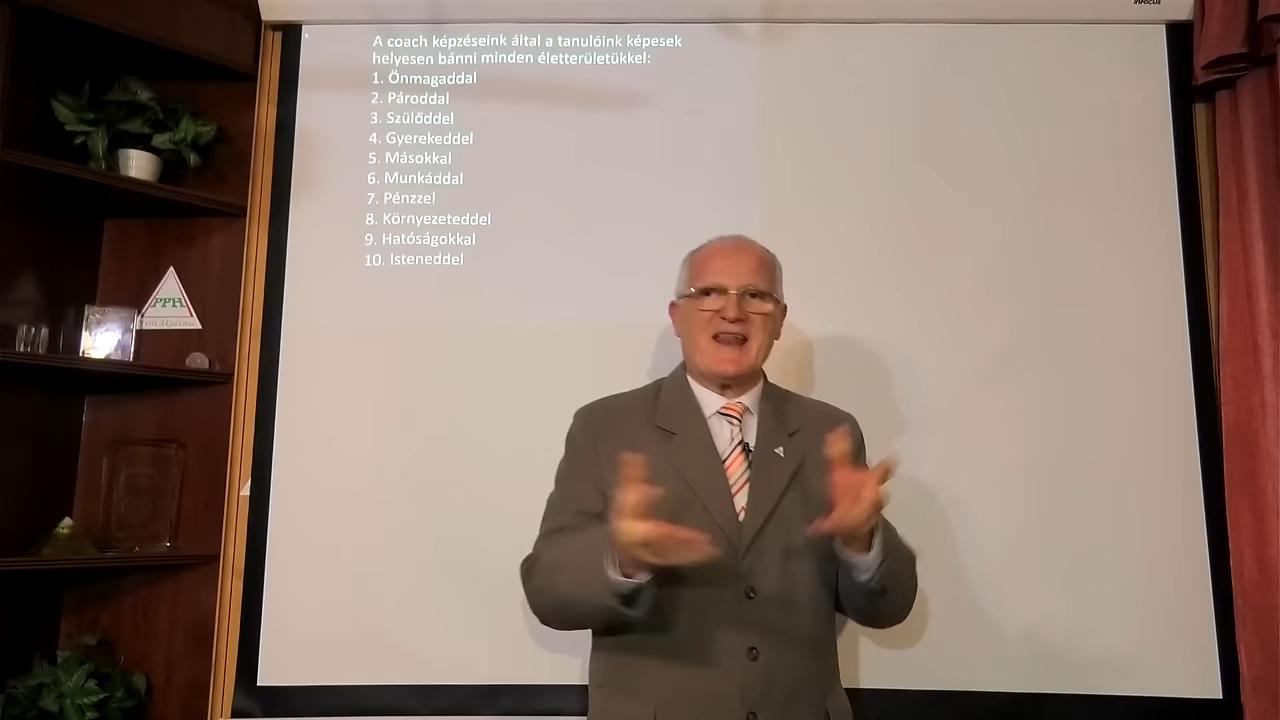 InFocus
A coach képzéseink által a tanulóink képesek
helyesen bánni minden életterületükkel:
1. Önmagaddal
2. Pároddal
3. Szülőddel
4. Gyerekeddel
5. Másokkal
6. Munkáddal
7. Pénzzel
8. Környezeteddel
9. Hatóságokkal
10. Isteneddel
PPH